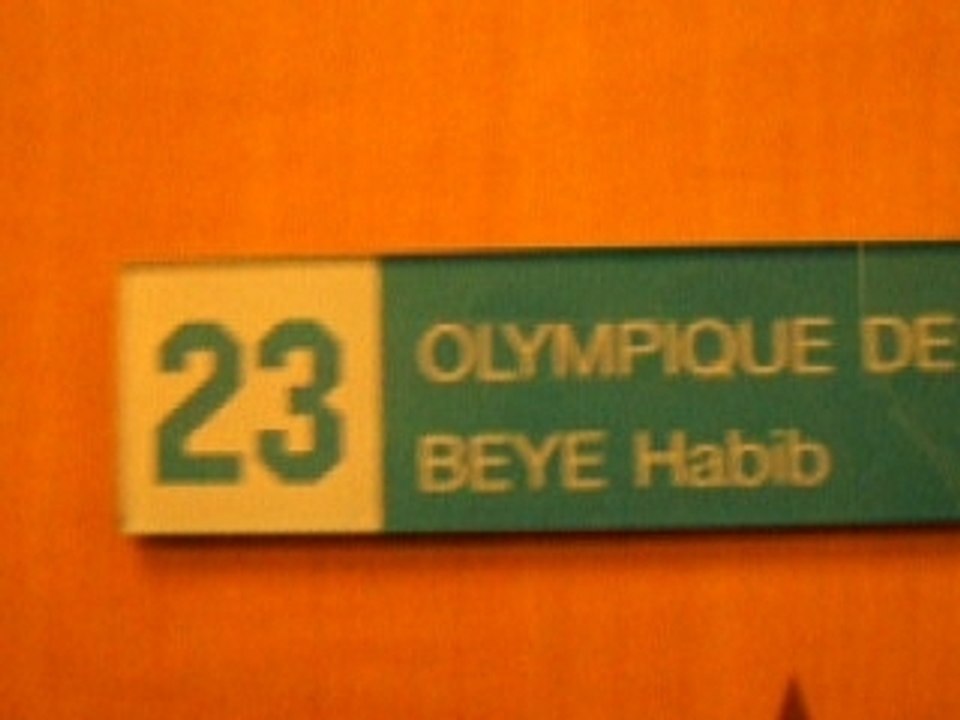 23
OLYMPIQUE DE
BEYE Habib